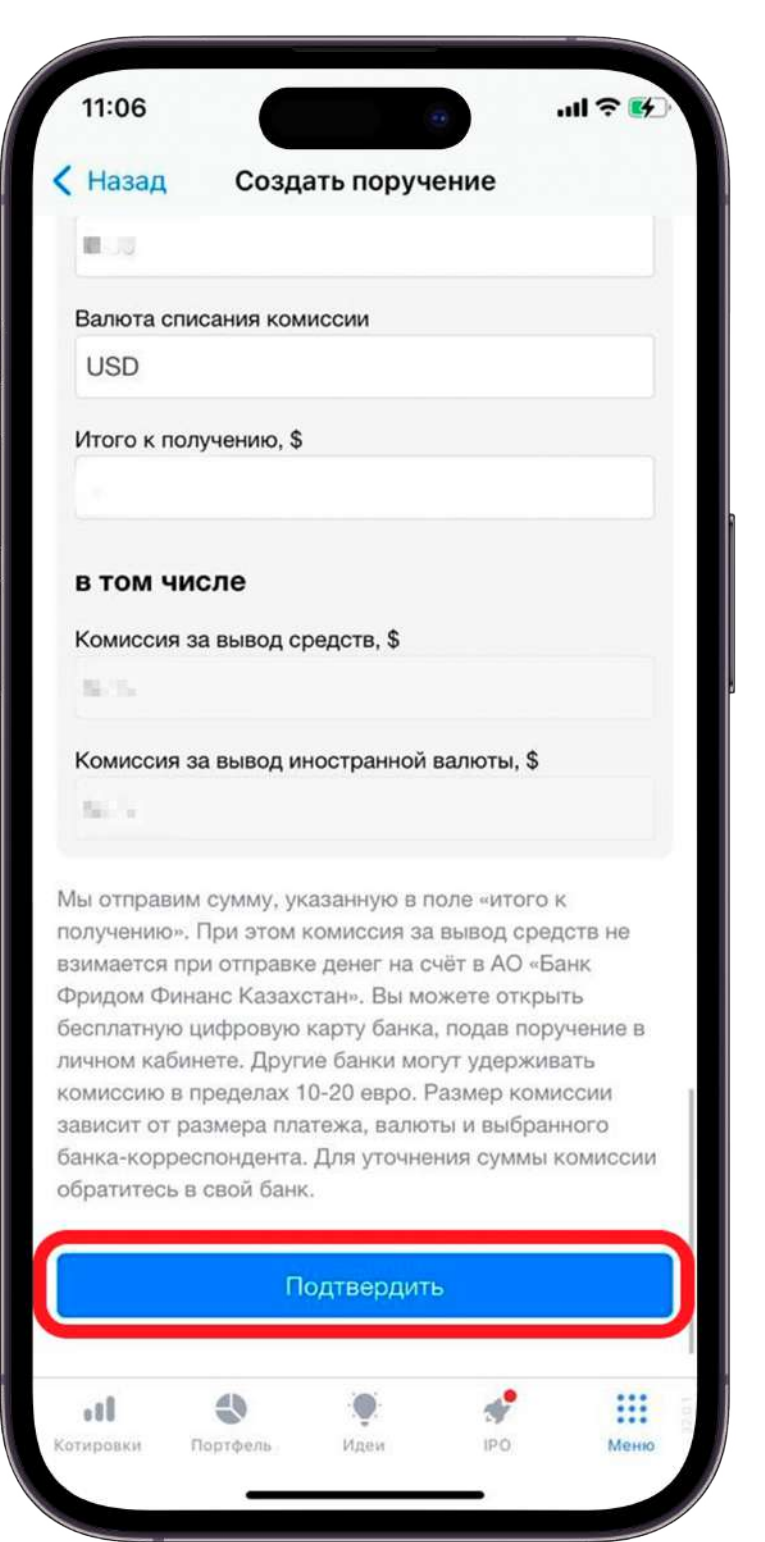 11:06
Назад
Создать поручение
Валюта списания комиссии
USD
Итого к получению, $
в том числе
Комиссия за вывод средств, $
Комиссия за вывод иностранной валюты, $
Мы отправим сумму, указанную в поле «итого к
получению». При этом комиссия за вывод средств не
взимается при отправке денег на счёт в АО «Банк
Фридом Финанс Казахстан». Вы можете открыть
бесплатную цифровую карту банка, подав поручение в
личном кабинете. Другие банки могут удерживать
комиссию в пределах 10-20 евро. Размер комиссии
зависит от размера платежа, валюты и выбранного
банка-корреспондента. Для уточнения суммы комиссии
обратитесь в свой банк.
Подтвердить
Котировки
Портфель
Идеи
IPO
Меню